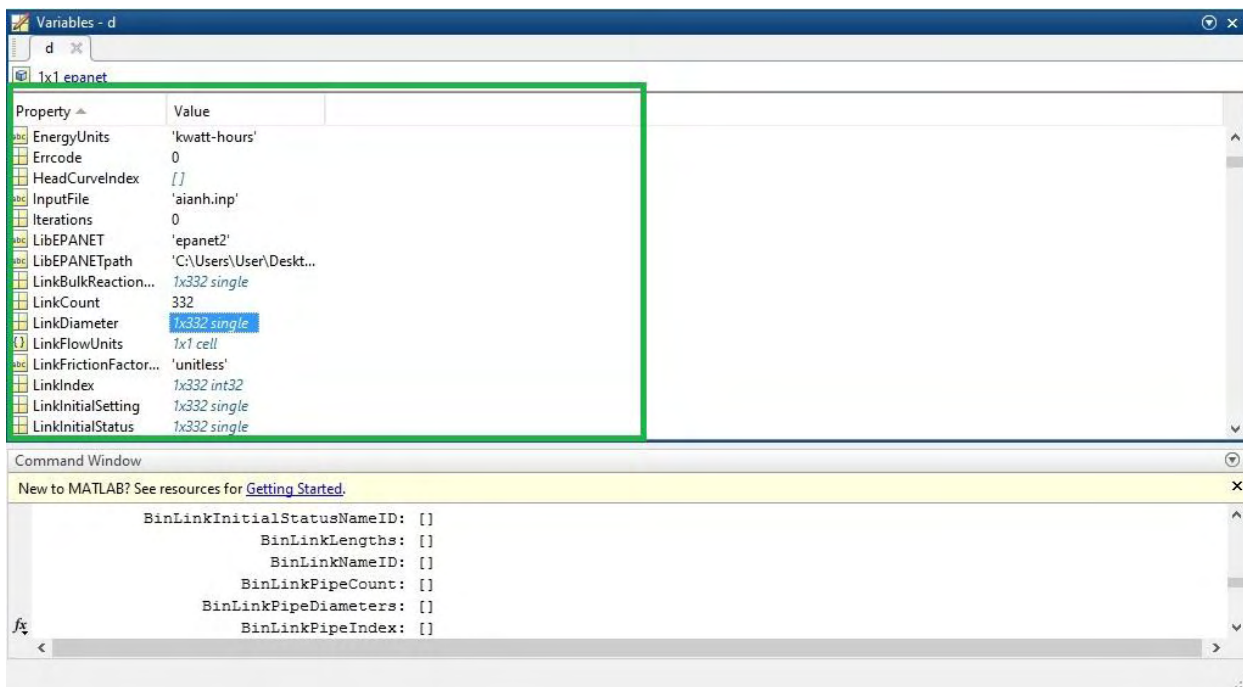 Variables - d
d
1x1 epanet
Property Value
EnergyUnits 'kwatt-hours'
Errcode 0
HeadCurveIndex []
InputFile 'aianh.inp'
Iterations 0
LibEPANET 'epanet2'
LibEPANETpath 'C:\Users\User\Deskt...
LinkBulkReaction... 1x332 single
LinkCount 332
LinkDiameter 1x332 single
LinkFlowUnits 1x1 cell
LinkFrictionFactor... 'unitless'
LinkIndex 1x332 int32
LinkInitialSetting 1x332 single
LinkInitialStatus 1x332 single
Command Window
New to MATLAB? See resources for Getting Started.
BinLinkInitialStatusNameID: []
BinLinkLengths: []
BinLinkNameID: []
BinLinkPipeCount: []
BinLinkPipeDiameters: []
fx BinLinkPipeIndex: []